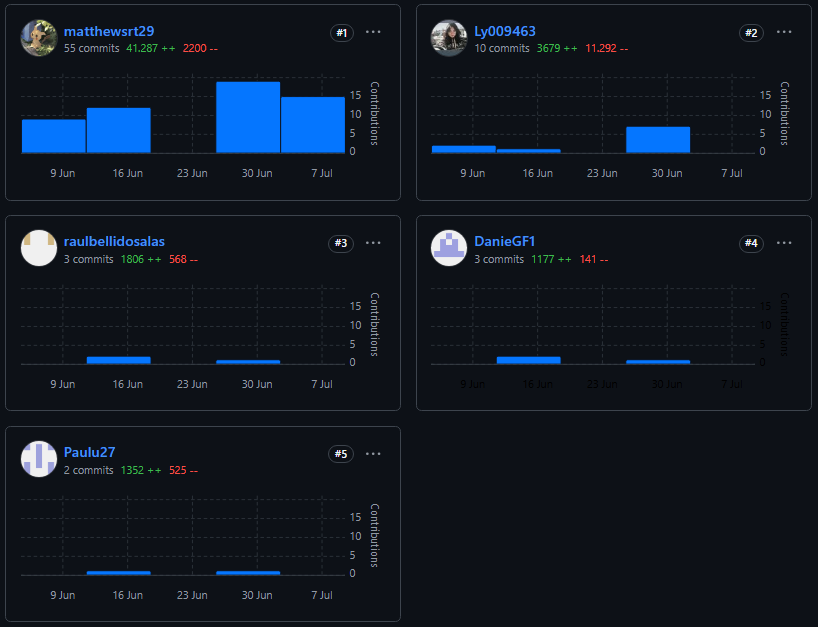 matthewsrt29 #1 ···
55 commits 41.287 ++ 2200 --
15
10
5
0
Contributions
9 Jun 16 Jun 23 Jun 30 Jun 7 Jul
Ly009463 #2 ···
10 commits 3679 ++ 11.292 --
15
10
5
0
Contributions
9 Jun 16 Jun 23 Jun 30 Jun 7 Jul
raulbellidosalas #3 ···
3 commits 1806 ++ 568 --
15
10
5
0
Contributions
9 Jun 16 Jun 23 Jun 30 Jun 7 Jul
DanieGF1 #4 ···
3 commits 1177 ++ 141 --
15
10
5
0
Contributions
9 Jun 16 Jun 23 Jun 30 Jun 7 Jul
Paulu27 #5 ···
2 commits 1352 ++ 525 --
15
10
5
0
Contributions
9 Jun 16 Jun 23 Jun 30 Jun 7 Jul